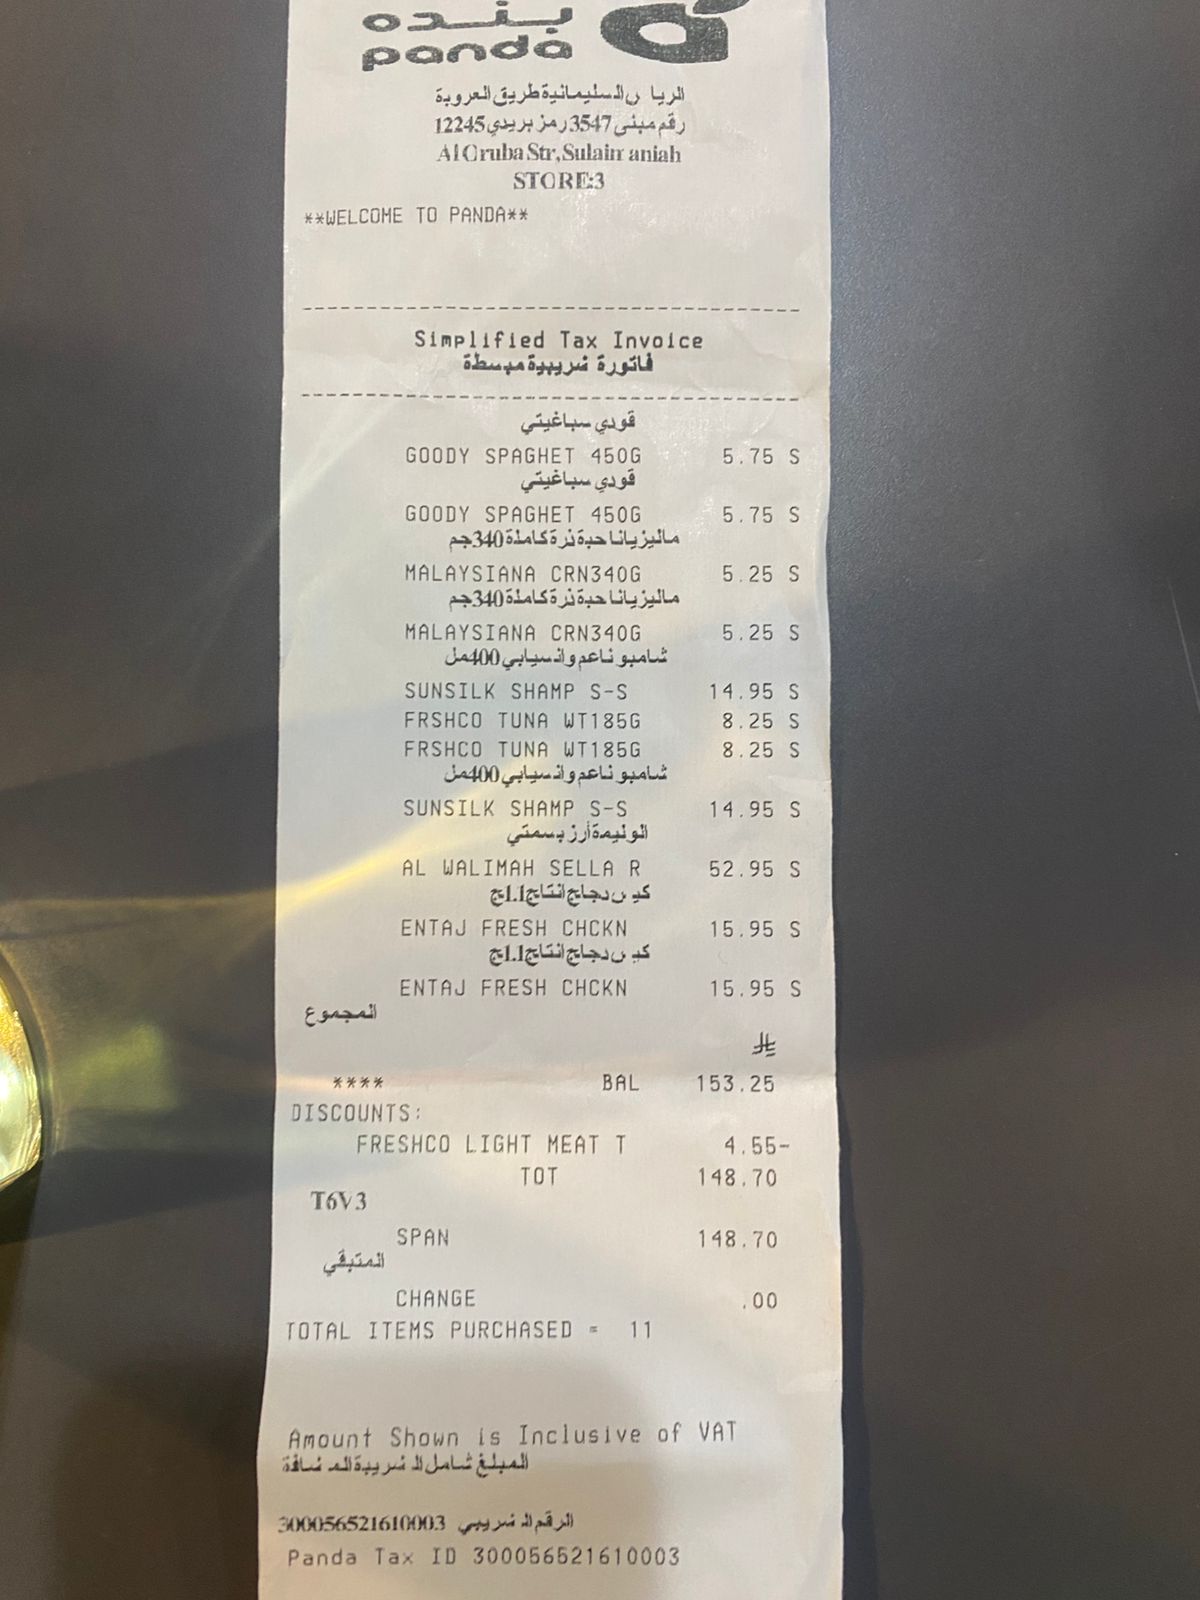 بنده
panda
الرياض السليمانية طريق العروبة
رقم مبنى 3547 رمز بريدي 12245
Al Oruba Str,Sulaimaniah
STORE:3
**WELCOME TO PANDA**
Simplified Tax Invoice
فاتورة ضريبية مبسطة
قودي سباغيتي
GOODY SPAGHET 450G 5.75 S
قودي سباغيتي
GOODY SPAGHET 450G 5.75 S
ماليزيانا حبة ذرة كاملة 340جم
MALAYSIANA CRN340G 5.25 S
ماليزيانا حبة ذرة كاملة 340جم
MALAYSIANA CRN340G 5.25 S
شامبو ناعم وانسيابي 400مل
SUNSILK SHAMP S-S 14.95 S
FRSHCO TUNA WT185G 8.25 S
FRSHCO TUNA WT185G 8.25 S
شامبو ناعم وانسيابي 400مل
SUNSILK SHAMP S-S 14.95 S
الوليمة أرز بسمتي
AL WALIMAH SELLA R 52.95 S
كيس دجاج انتاج 1.1ج
ENTAJ FRESH CHCKN 15.95 S
كيس دجاج انتاج 1.1ج
ENTAJ FRESH CHCKN 15.95 S
المجموع
**** BAL 153.25
DISCOUNTS:
FRESHCO LIGHT MEAT T 4.55-
TOT 148.70
T6V3
SPAN 148.70
المتبقي
CHANGE .00
TOTAL ITEMS PURCHASED = 11
Amount Shown is Inclusive of VAT
المبلغ شامل الضريبة المضافة
الرقم الضريبي 300056521610003
Panda Tax ID 300056521610003